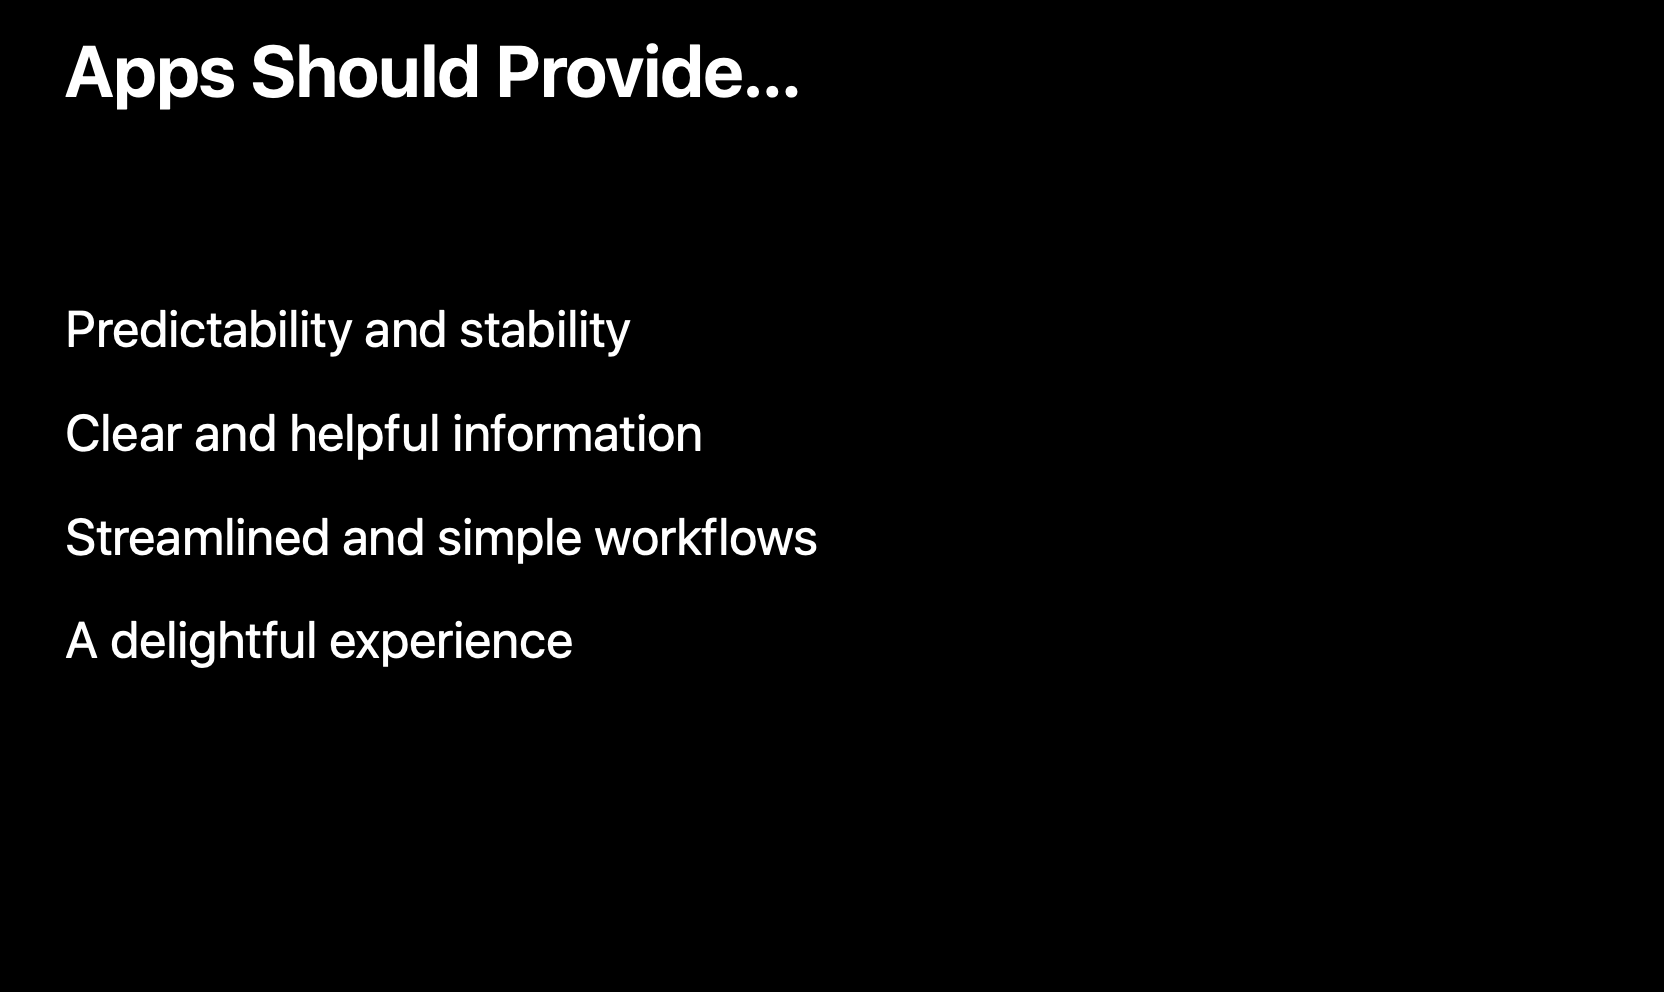 Apps Should Provide...
Predictability and stability
Clear and helpful information
Streamlined and simple workflows
A delightful experience